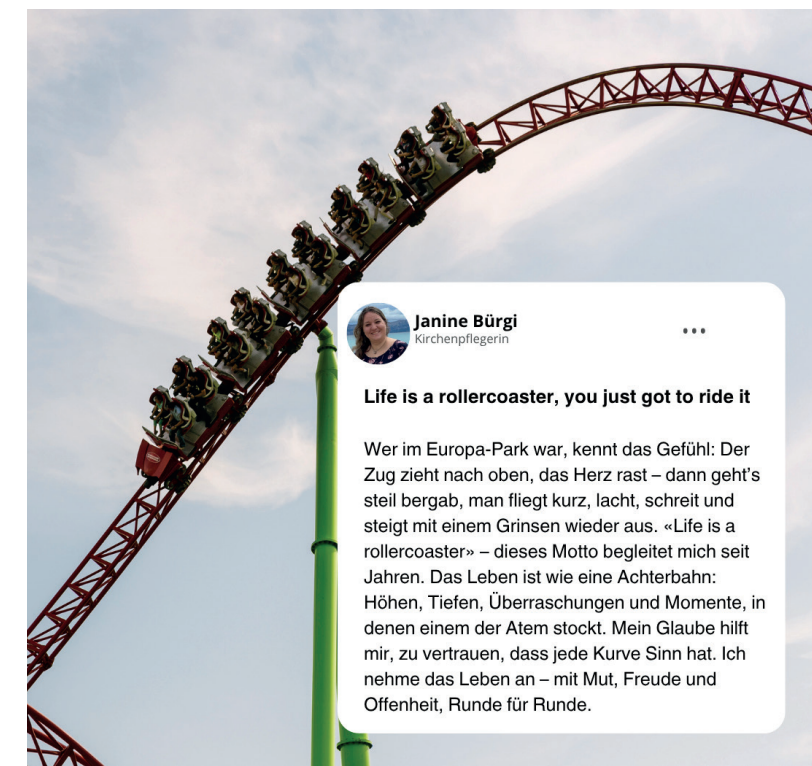 Janine Bürgi
Kirchenpflegerin
Life is a rollercoaster, you just got to ride it
Wer im Europa-Park war, kennt das Gefühl: Der
Zug zieht nach oben, das Herz rast – dann geht’s
steil bergab, man fliegt kurz, lacht, schreit und
steigt mit einem Grinsen wieder aus. «Life is a
rollercoaster» – dieses Motto begleitet mich seit
Jahren. Das Leben ist wie eine Achterbahn:
Höhen, Tiefen, Überraschungen und Momente, in
denen einem der Atem stockt. Mein Glaube hilft
mir, zu vertrauen, dass jede Kurve Sinn hat. Ich
nehme das Leben an – mit Mut, Freude und
Offenheit, Runde für Runde.